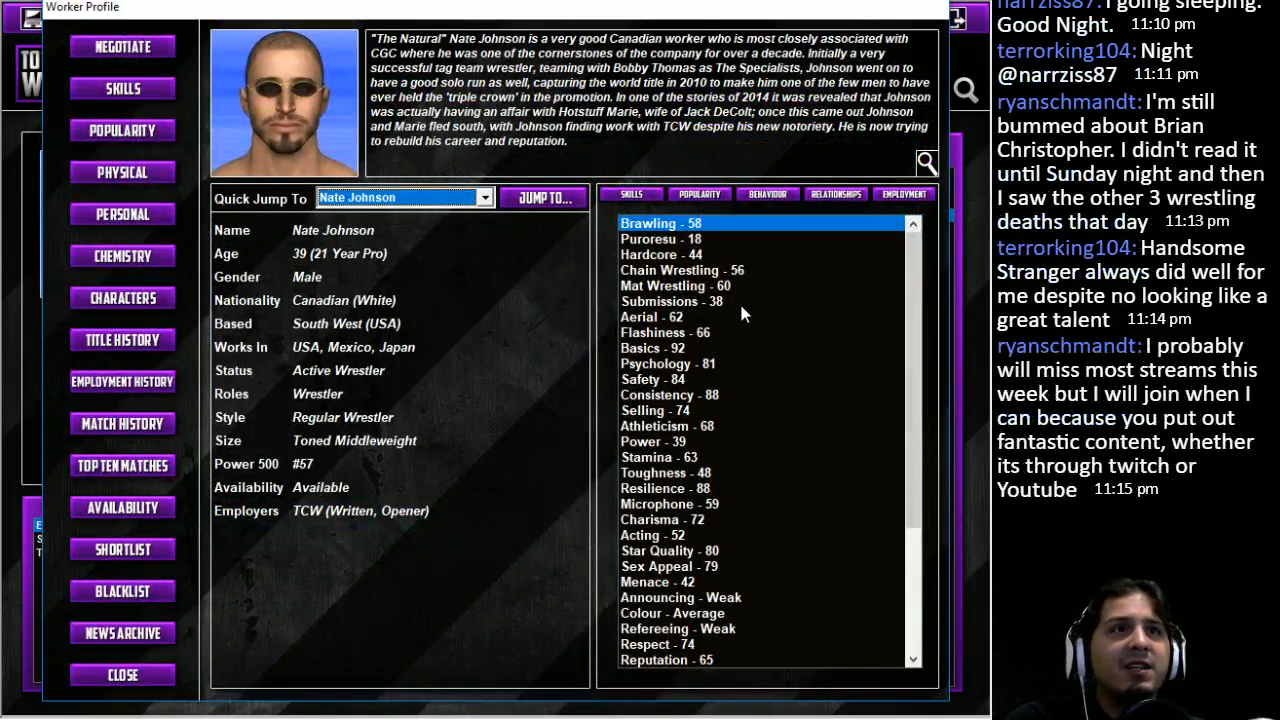 Worker Profile
NEGOTIATE
SKILLS
POPULARITY
PHYSICAL
PERSONAL
CHEMISTRY
CHARACTERS
TITLE HISTORY
EMPLOYMENT HISTORY
MATCH HISTORY
TOP TEN MATCHES
AVAILABILITY
SHORTLIST
BLACKLIST
NEWS ARCHIVE
CLOSE
"The Natural" Nate Johnson is a very good Canadian worker who is most closely associated with
CGC where he was one of the cornerstones of the company for over a decade. Initially a very
successful tag team wrestler, teaming with Bobby Thomas as The Specialists, Johnson went on to
have a good solo run as well, capturing the world title in 2010 to make him one of the few men to have
ever held the 'triple crown' in the promotion. In one of the stories of 2014 it was revealed that Johnson
was actually having an affair with Hotstuff Marie, wife of Jack DeColt; once this came out Johnson
and Marie fled south, with Johnson finding work with TCW despite his new notoriety. He is now trying
to rebuild his career and reputation.
Quick Jump To Nate Johnson JUMP TO...
Name Nate Johnson
Age 39 (21 Year Pro)
Gender Male
Nationality Canadian (White)
Based South West (USA)
Works In USA, Mexico, Japan
Status Active Wrestler
Roles Wrestler
Style Regular Wrestler
Size Toned Middleweight
Power 500 #57
Availability Available
Employers TCW (Written, Opener)
SKILLS POPULARITY BEHAVIOUR RELATIONSHIPS EMPLOYMENT
Brawling - 58
Puroresu - 18
Hardcore - 44
Chain Wrestling - 56
Mat Wrestling - 60
Submissions - 38
Aerial - 62
Flashiness - 66
Basics - 92
Psychology - 81
Safety - 84
Consistency - 88
Selling - 74
Athleticism - 68
Power - 39
Stamina - 63
Toughness - 48
Resilience - 88
Microphone - 59
Charisma - 72
Acting - 52
Star Quality - 80
Sex Appeal - 79
Menace - 42
Announcing - Weak
Colour - Average
Refereeing - Weak
Respect - 74
Reputation - 65
narrziss87: I going sleeping.
Good Night. 11:10 pm
terrorking104: Night
@narrziss87 11:11 pm
ryanschmandt: I'm still
bummed about Brian
Christopher. I didn't read it
until Sunday night and then
I saw the other 3 wrestling
deaths that day 11:13 pm
terrorking104: Handsome
Stranger always did well for
me despite no looking like a
great talent 11:14 pm
ryanschmandt: I probably
will miss most streams this
week but I will join when I
can because you put out
fantastic content, whether
its through twitch or
Youtube 11:15 pm